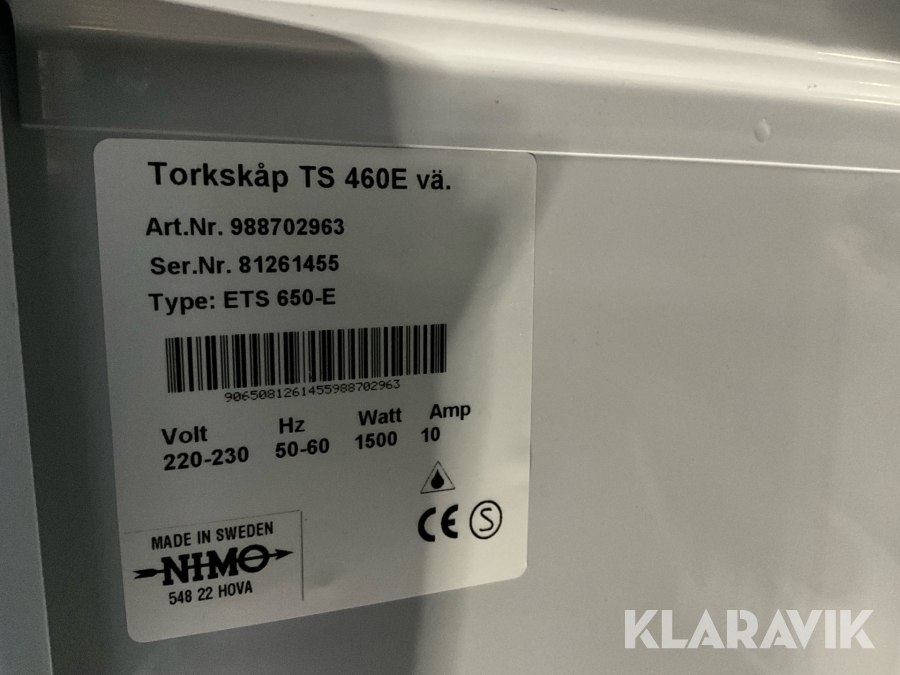 Torkskåp TS 460E vä.
Art.Nr. 988702963
Ser.Nr. 81261455
Type: ETS 650-E
9065081261455988702963
Volt Hz Watt Amp
220-230 50-60 1500 10
CE S
MADE IN SWEDEN
NIMO
548 22 HOVA
KLARAVIK